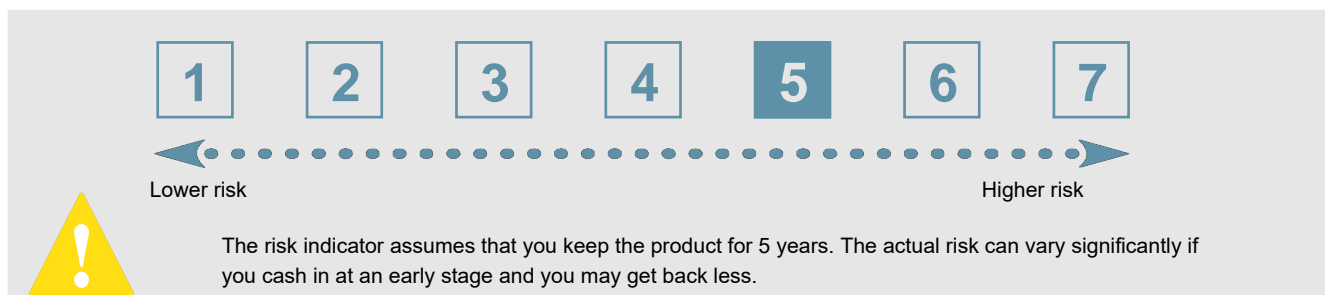 1 2 3 4 5 6 7
Lower risk Higher risk
!
The risk indicator assumes that you keep the product for 5 years. The actual risk can vary significantly if
you cash in at an early stage and you may get back less.